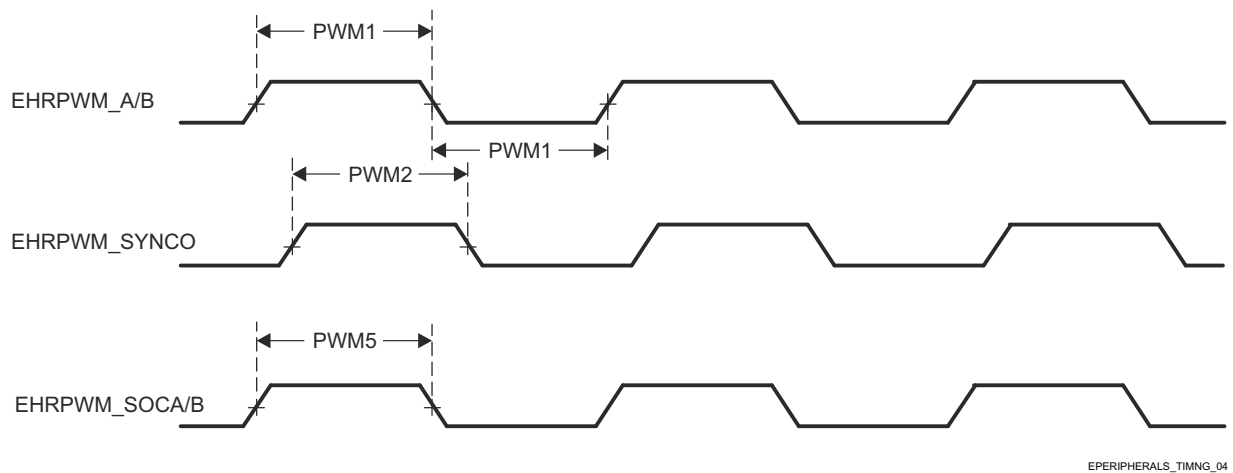 PWM1
EHRPWM_A/B
PWM1
PWM2
EHRPWM_SYNCO
PWM5
EHRPWM_SOCA/B
EPERIPHERALS_TIMNG_04